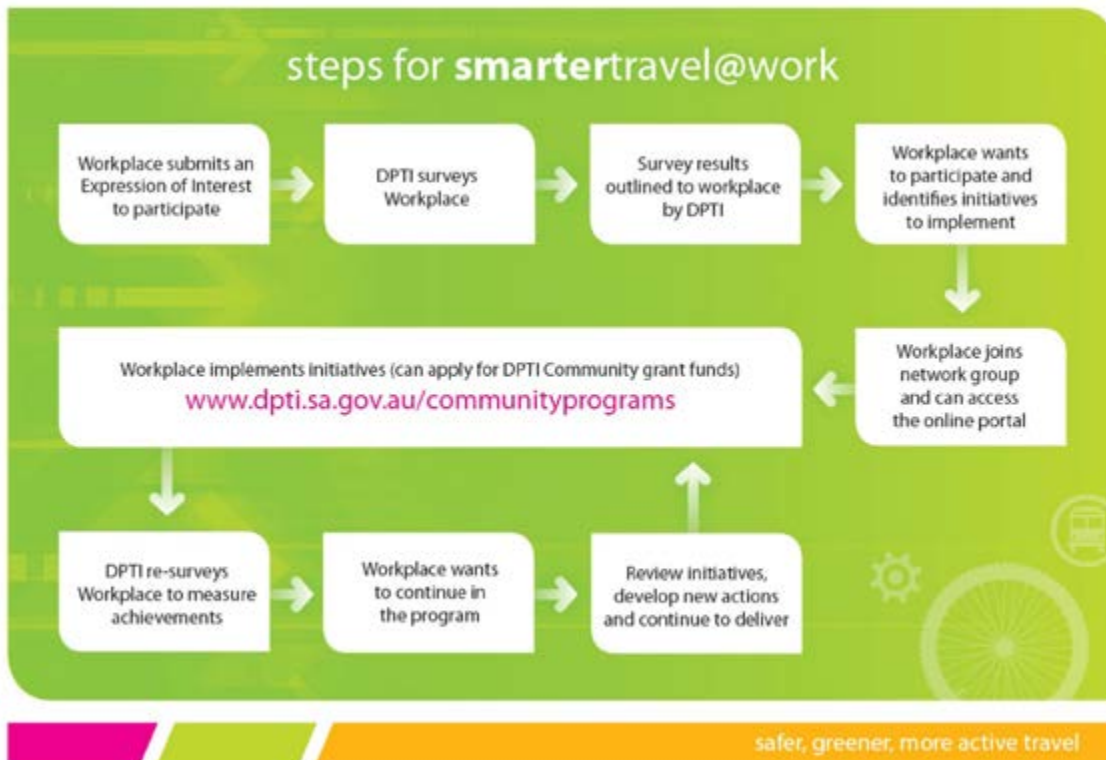 steps for smartertravel@work
Workplace submits an
Expression of Interest
to participate
DPTI surveys
Workplace
Survey results
outlined to workplace
by DPTI
Workplace wants
to participate and
identifies initiatives
to implement
Workplace joins
network group
and can access
the online portal
Workplace implements initiatives (can apply for DPTI Community grant funds)
www.dpti.sa.gov.au/communityprograms
DPTI re-surveys
Workplace to measure
achievements
Workplace wants
to continue in
the program
Review initiatives,
develop new actions
and continue to deliver
safer, greener, more active travel